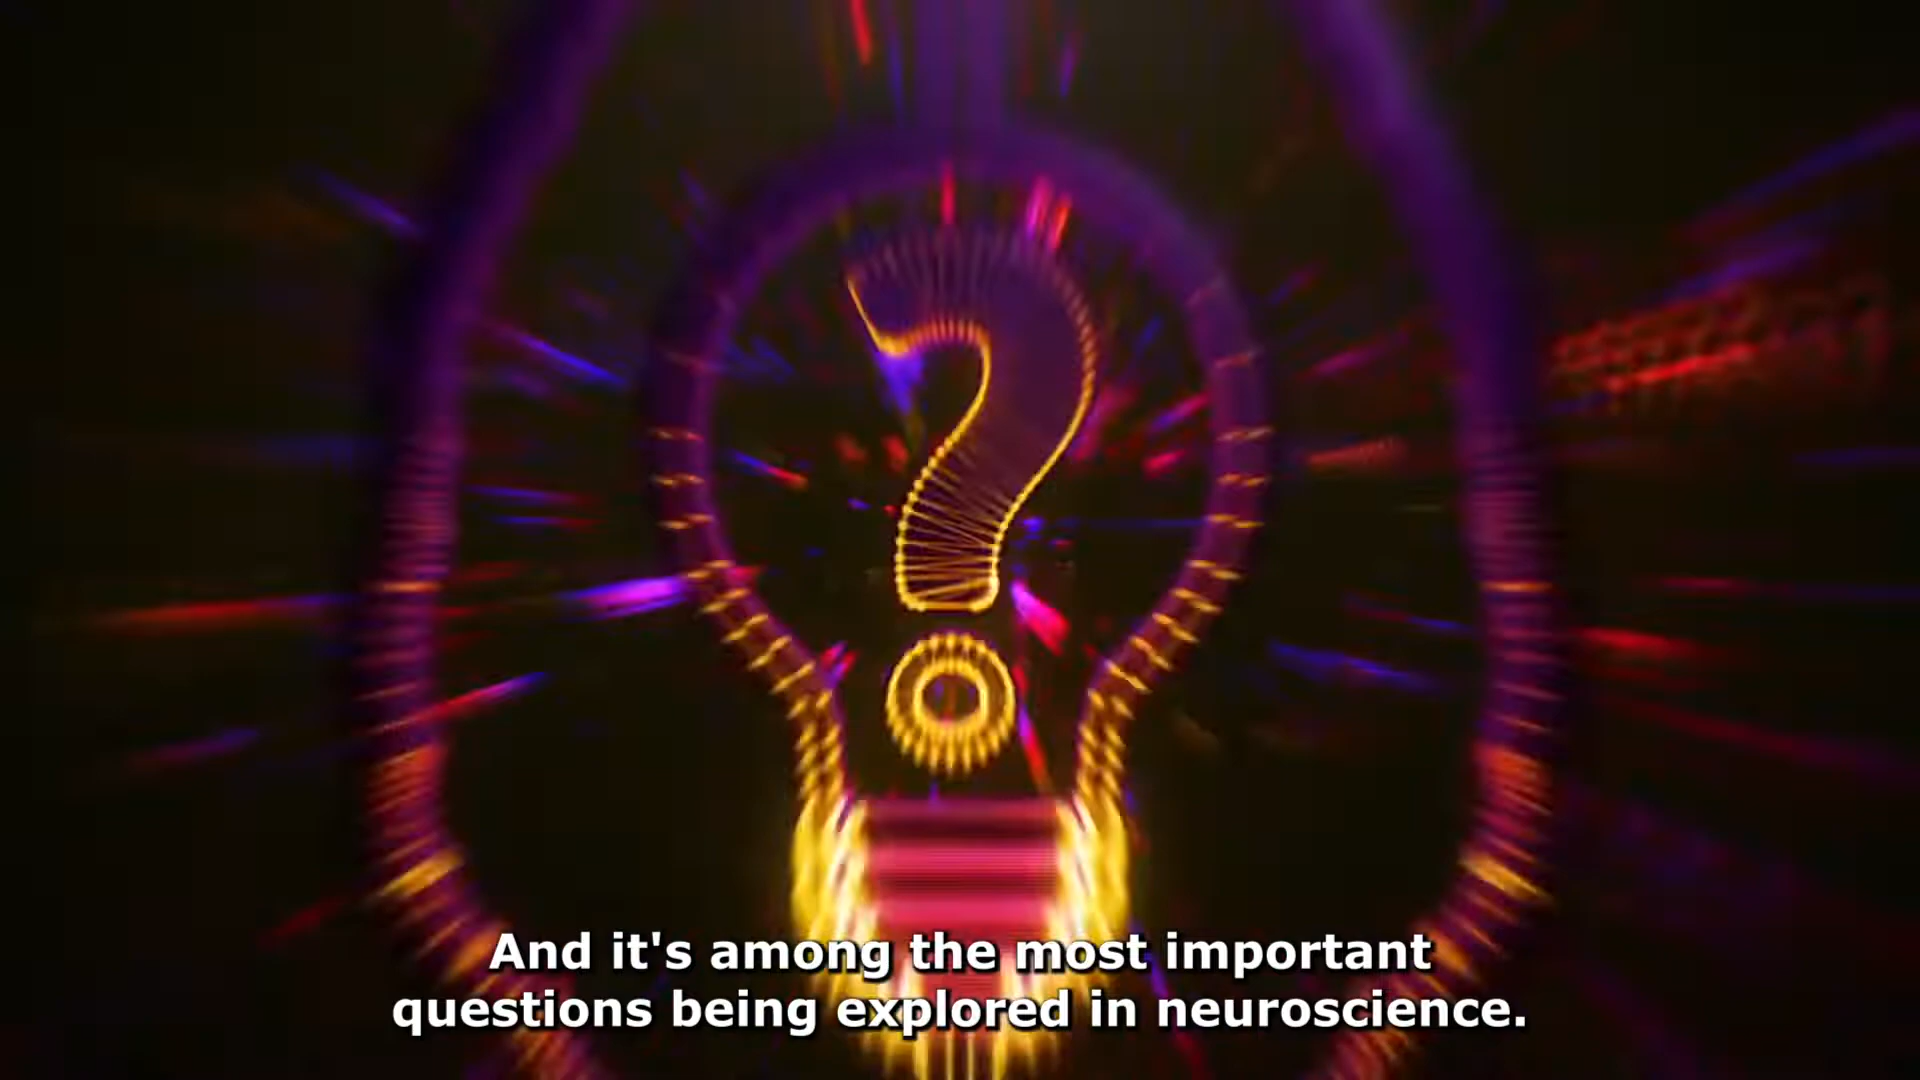 ?
And it's among the most important
questions being explored in neuroscience.